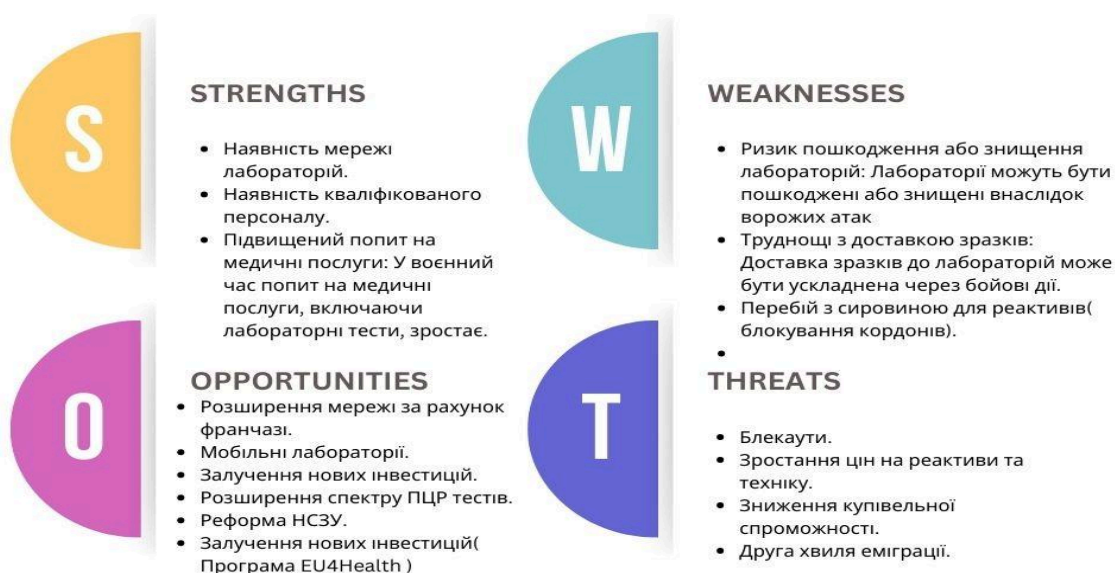 S
STRENGTHS
• Наявність мережі
лабораторій.
• Наявність кваліфікованого
персоналу.
• Підвищений попит на
медичні послуги: У воєнний
час попит на медичні
послуги, включаючи
лабораторні тести, зростає.
W
WEAKNESSES
• Ризик пошкодження або знищення
лабораторій: Лабораторії можуть бути
пошкоджені або знищені внаслідок
ворожих атак
• Труднощі з доставкою зразків:
Доставка зразків до лабораторій може
бути ускладнена через бойові дії.
• Перебій з сировиною для реактивів(
блокування кордонів).
•
O
OPPORTUNITIES
• Розширення мережі за рахунок
франчазі.
• Мобільні лабораторії.
• Залучення нових інвестицій.
• Розширення спектру ПЦР тестів.
• Реформа НСЗУ.
• Залучення нових інвестицій(
Програма EU4Health )
T
THREATS
• Блекаути.
• Зростання цін на реактиви та
техніку.
• Зниження купівельної
спроможності.
• Друга хвиля еміграції.